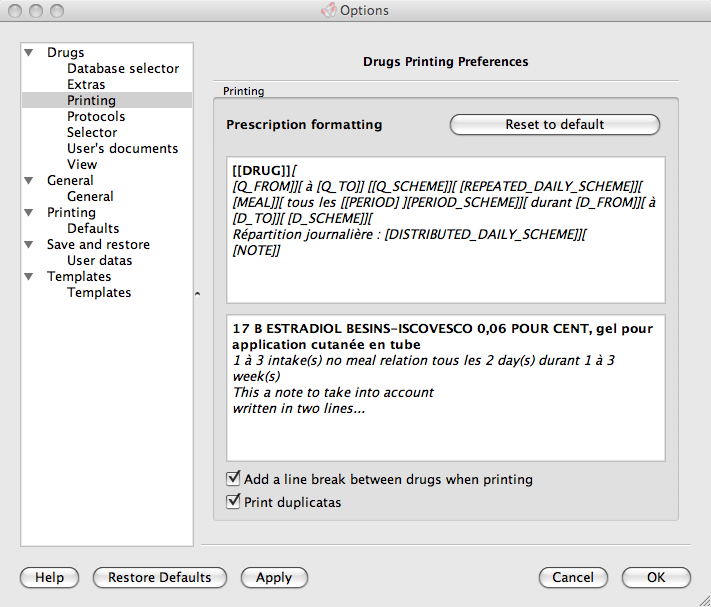 Options
Drugs
Database selector
Extras
Printing
Protocols
Selector
User's documents
View
General
General
Printing
Defaults
Save and restore
User datas
Templates
Templates
Drugs Printing Preferences
Printing
Prescription formatting
Reset to default
[[DRUG]][
[Q_FROM]][ à [Q_TO]] [[Q_SCHEME]][ [REPEATED_DAILY_SCHEME]][
[MEAL]][ tous les [[PERIOD] ][PERIOD_SCHEME]][ durant [D_FROM]][ à
[D_TO]][ [D_SCHEME]][
Répartition journalière : [DISTRIBUTED_DAILY_SCHEME]][
[NOTE]]
17 B ESTRADIOL BESINS-ISCOVESCO 0,06 POUR CENT, gel pour
application cutanée en tube
1 à 3 intake(s) no meal relation tous les 2 day(s) durant 1 à 3
week(s)
This a note to take into account
written in two lines...
Add a line break between drugs when printing
Print duplicatas
Help
Restore Defaults
Apply
Cancel
OK